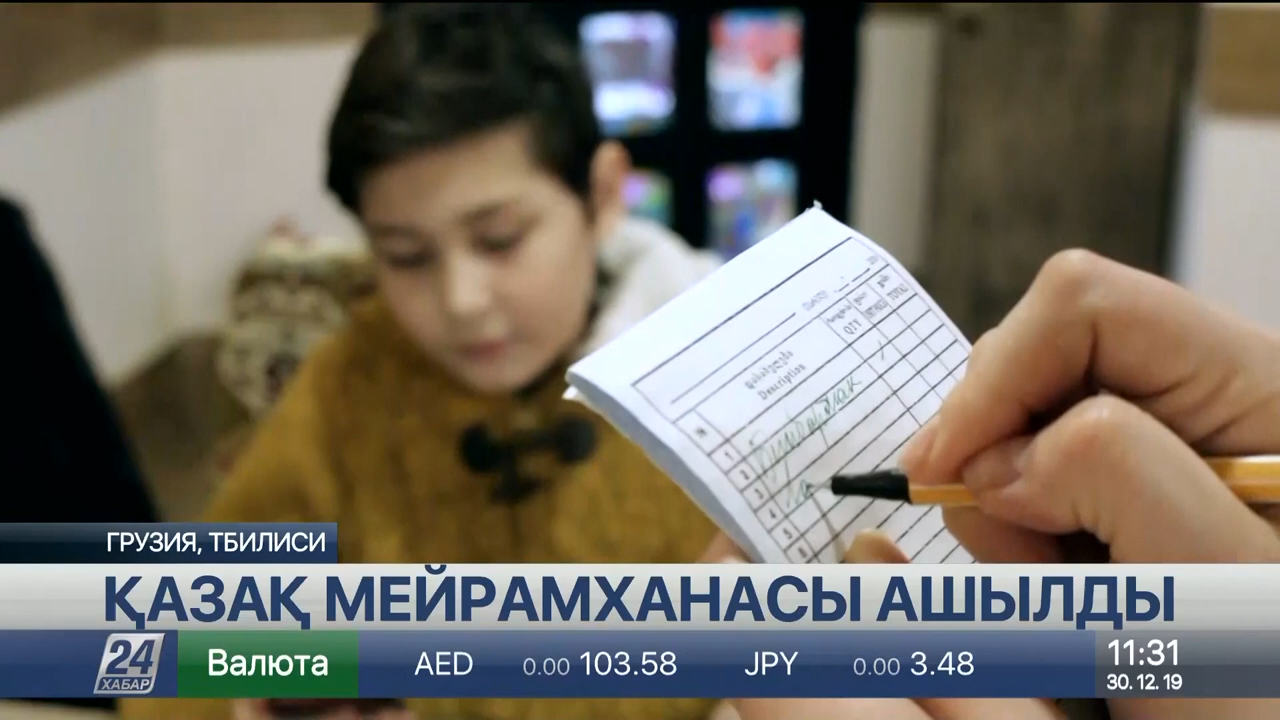 QTY
TOTAL
Description
1
2
3
4
5
ГРУЗИЯ, ТБИЛИСИ
ҚАЗАҚ МЕЙРАМХАНАСЫ АШЫЛДЫ
24 ХАБАР
Валюта
AED 0.00 103.58
JPY 0.00 3.48
11:31
30.12.19